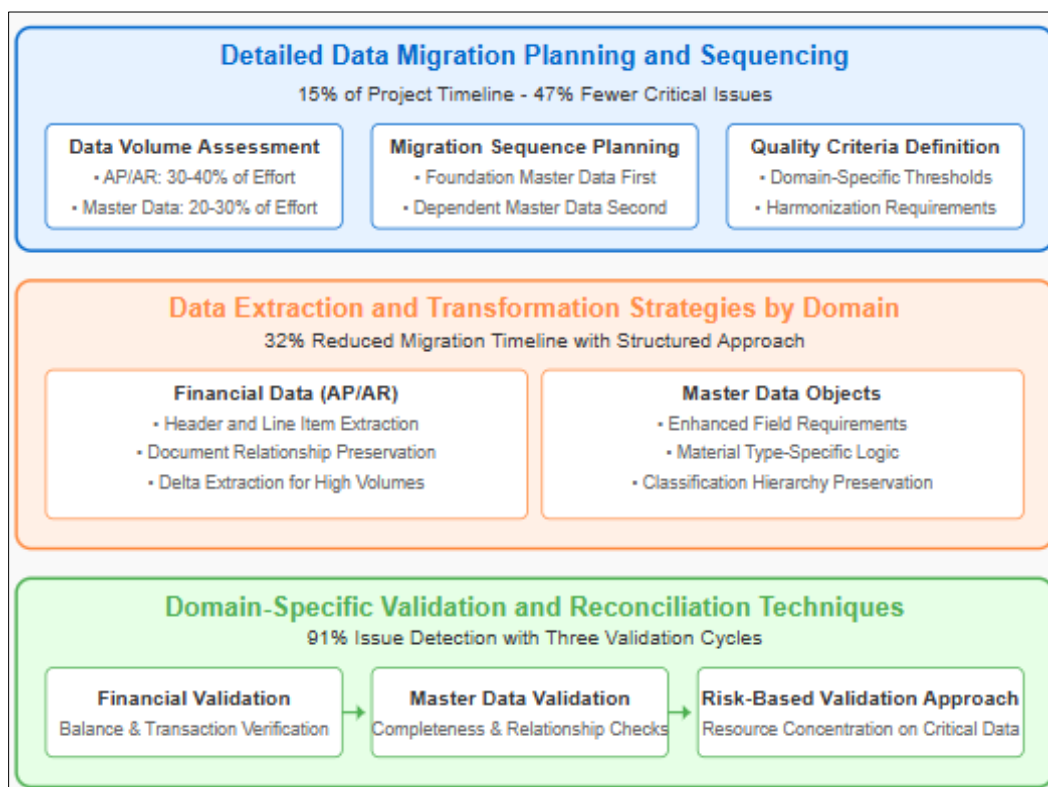 Detailed Data Migration Planning and Sequencing
15% of Project Timeline - 47% Fewer Critical Issues
Data Volume Assessment
• AP/AR: 30-40% of Effort
• Master Data: 20-30% of Effort
Migration Sequence Planning
• Foundation Master Data First
• Dependent Master Data Second
Quality Criteria Definition
• Domain-Specific Thresholds
• Harmonization Requirements
Data Extraction and Transformation Strategies by Domain
32% Reduced Migration Timeline with Structured Approach
Financial Data (AP/AR)
• Header and Line Item Extraction
• Document Relationship Preservation
• Delta Extraction for High Volumes
Master Data Objects
• Enhanced Field Requirements
• Material Type-Specific Logic
• Classification Hierarchy Preservation
Domain-Specific Validation and Reconciliation Techniques
91% Issue Detection with Three Validation Cycles
Financial Validation
Balance & Transaction Verification
Master Data Validation
Completeness & Relationship Checks
Risk-Based Validation Approach
Resource Concentration on Critical Data